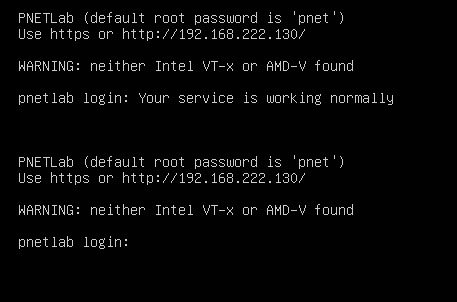 PNETLab (default root password is 'pnet')
Use https or http://192.168.222.130/
WARNING: neither Intel VT-x or AMD-V found
pnetlab login: Your service is working normally
PNETLab (default root password is 'pnet')
Use https or http://192.168.222.130/
WARNING: neither Intel VT-x or AMD-V found
pnetlab login: